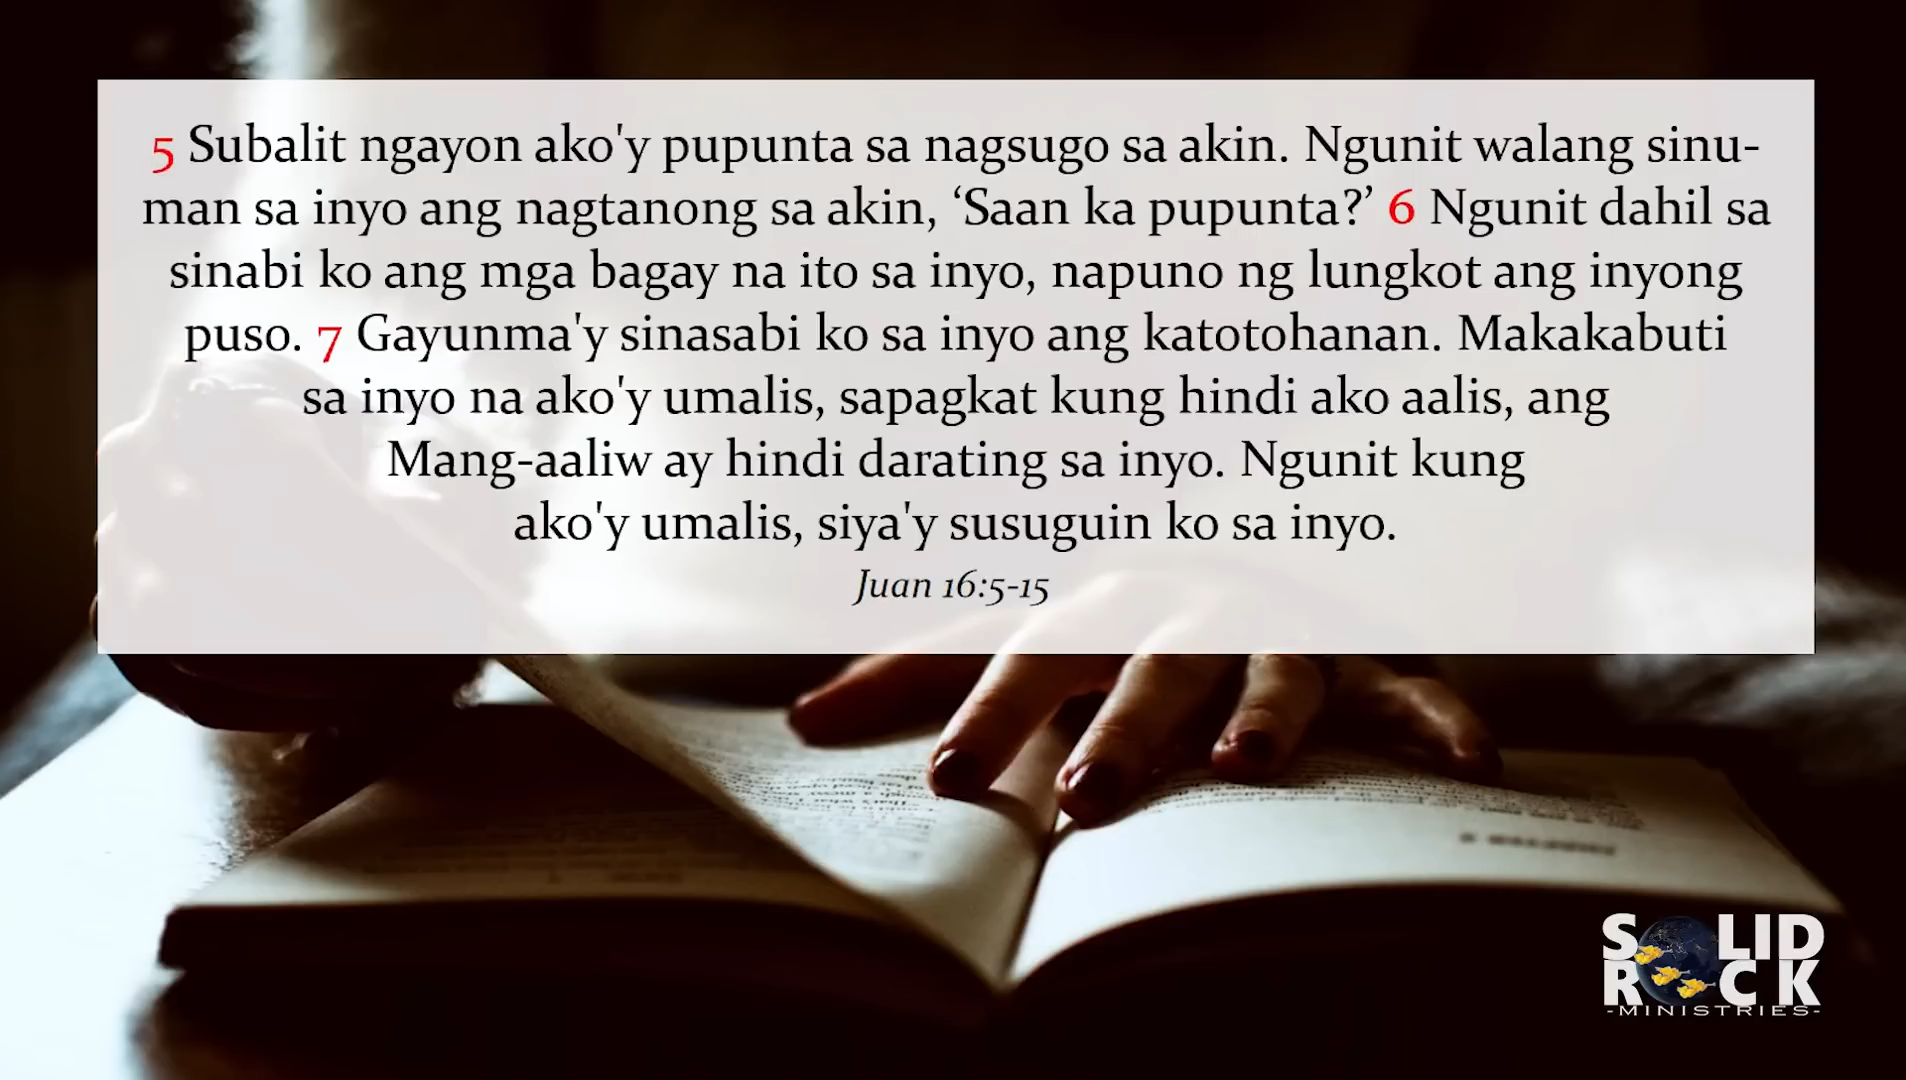 5 Subalit ngayon ako'y pupunta sa nagsugo sa akin. Ngunit walang sinu-
man sa inyo ang nagtanong sa akin, ‘Saan ka pupunta?’ 6 Ngunit dahil sa
sinabi ko ang mga bagay na ito sa inyo, napuno ng lungkot ang inyong
puso. 7 Gayunma'y sinasabi ko sa inyo ang katotohanan. Makakabuti
sa inyo na ako'y umalis, sapagkat kung hindi ako aalis, ang
Mang-aaliw ay hindi darating sa inyo. Ngunit kung
ako'y umalis, siya'y susuguin ko sa inyo.
Juan 16:5-15
SOLID
ROCK
-MINISTRIES-